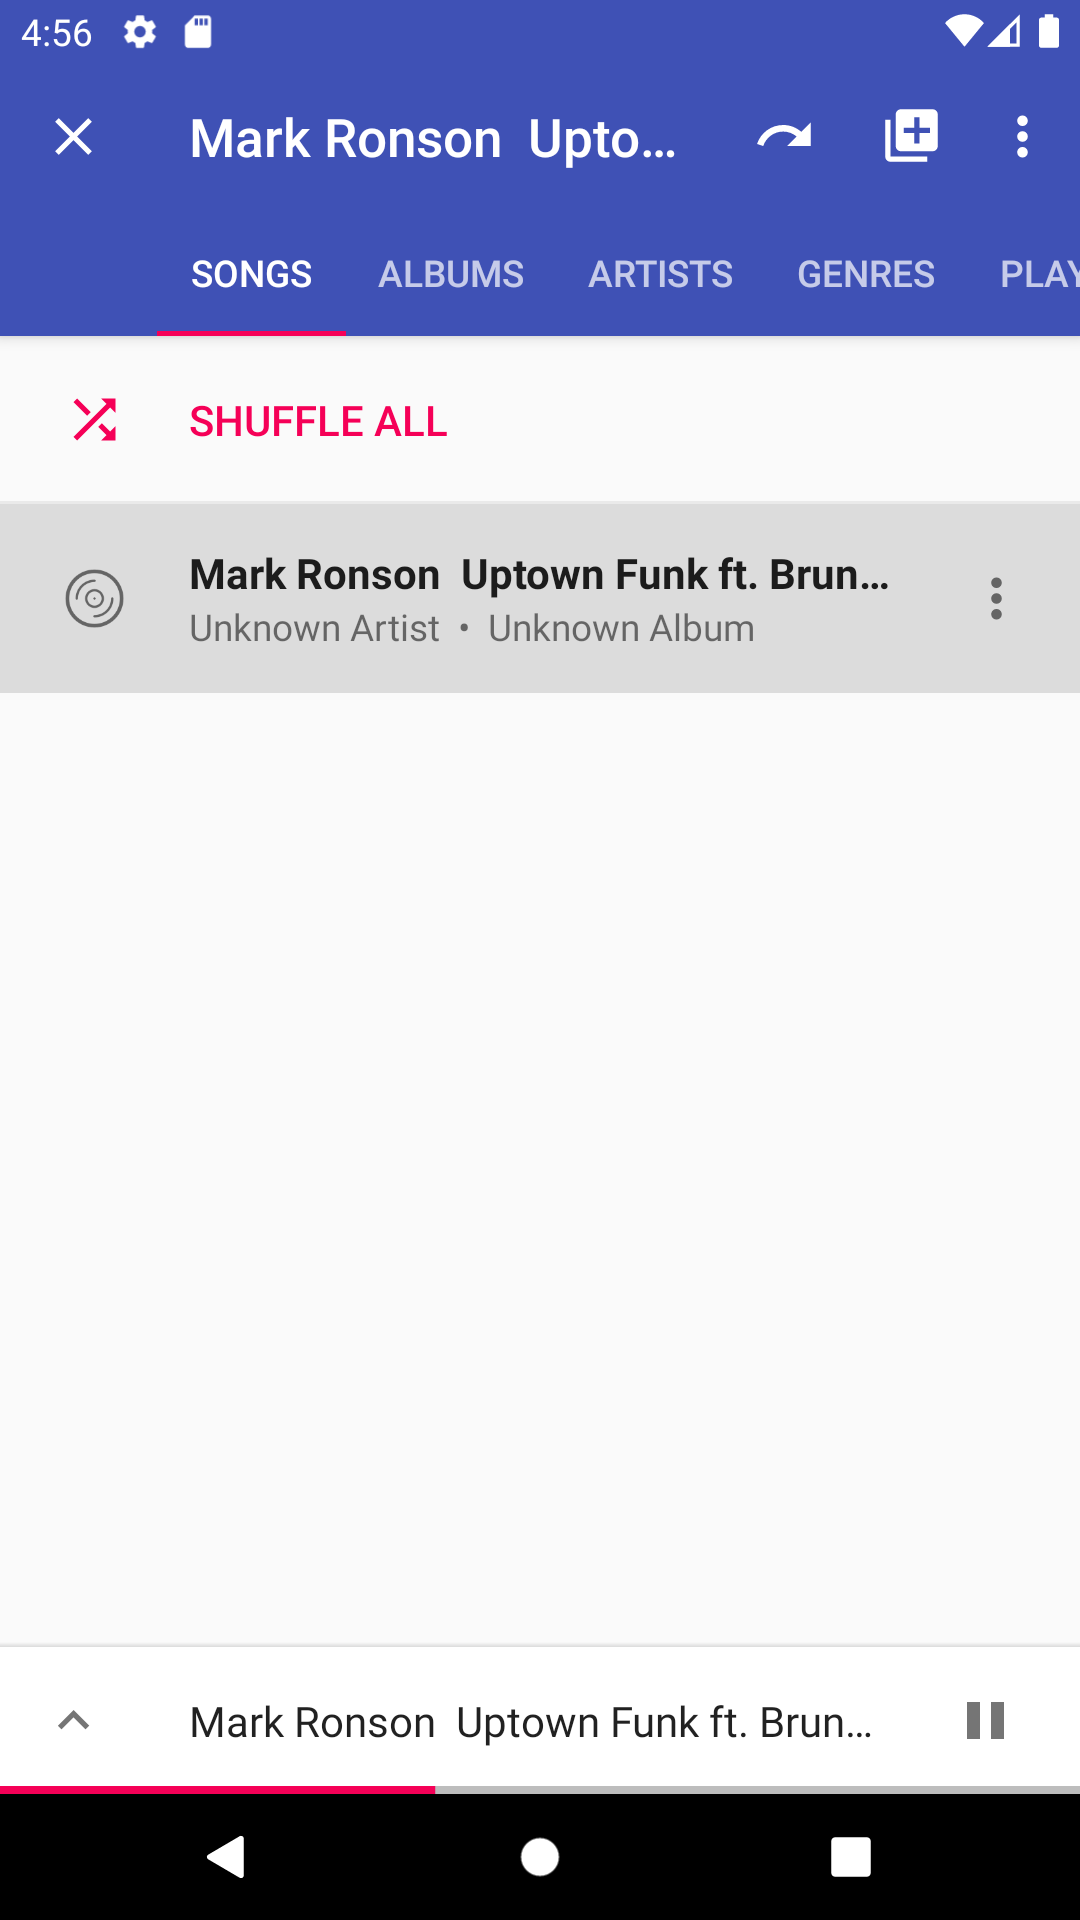 4:56
Mark Ronson  Upto...
SONGS ALBUMS ARTISTS GENRES PLAY
SHUFFLE ALL
Mark Ronson  Uptown Funk ft. Brun...
Unknown Artist • Unknown Album
Mark Ronson  Uptown Funk ft. Brun...